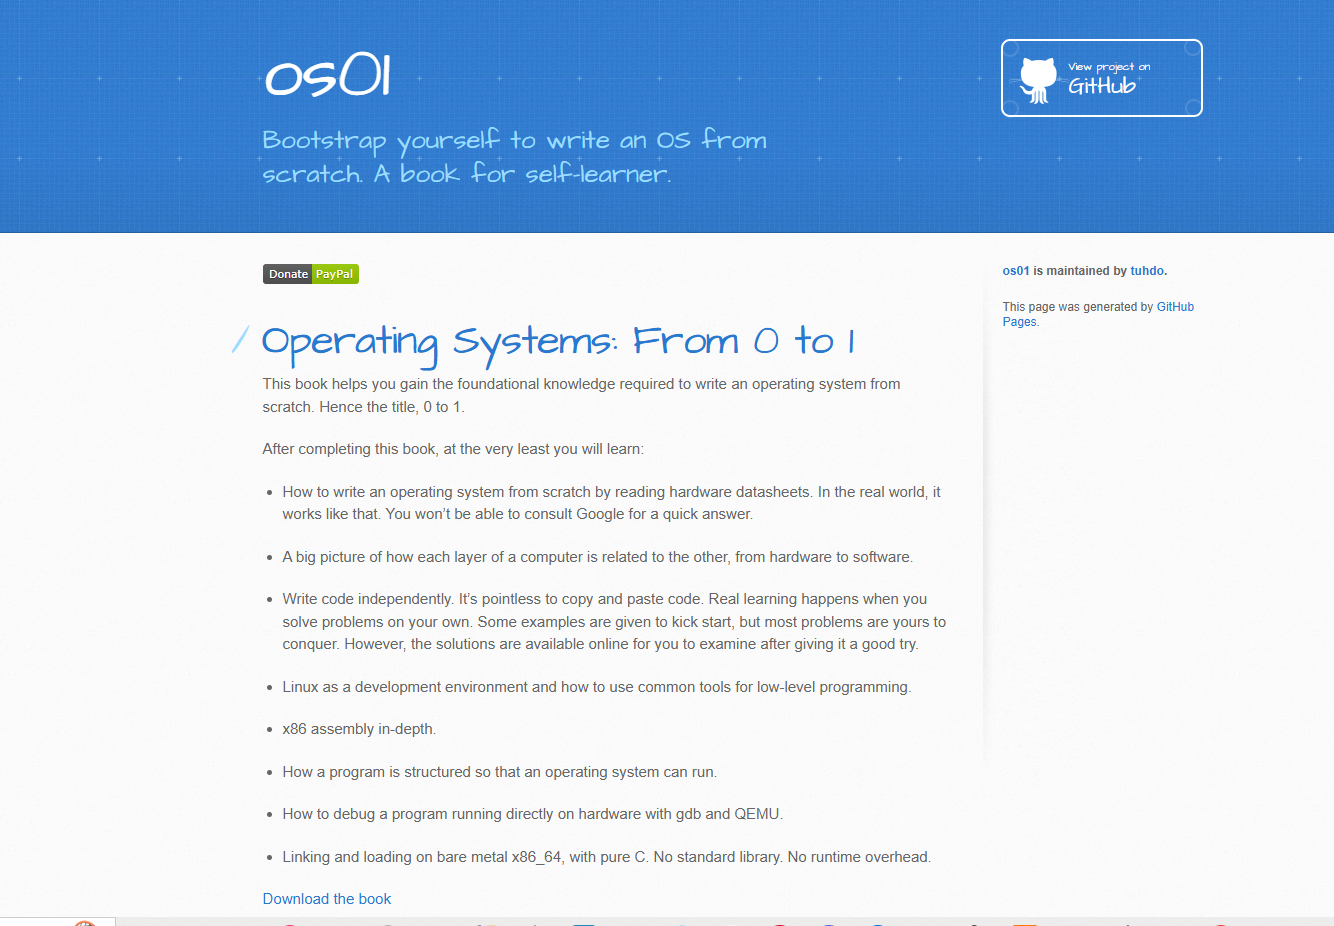 os01
View project on
GitHub
Bootstrap yourself to write an OS from
scratch. A book for self-learner.
Donate PayPal
os01 is maintained by tuhdo.
This page was generated by GitHub
Pages.
Operating Systems: From 0 to 1
This book helps you gain the foundational knowledge required to write an operating system from
scratch. Hence the title, 0 to 1.
After completing this book, at the very least you will learn:
• How to write an operating system from scratch by reading hardware datasheets. In the real world, it
works like that. You won’t be able to consult Google for a quick answer.
• A big picture of how each layer of a computer is related to the other, from hardware to software.
• Write code independently. It’s pointless to copy and paste code. Real learning happens when you
solve problems on your own. Some examples are given to kick start, but most problems are yours to
conquer. However, the solutions are available online for you to examine after giving it a good try.
• Linux as a development environment and how to use common tools for low-level programming.
• x86 assembly in-depth.
• How a program is structured so that an operating system can run.
• How to debug a program running directly on hardware with gdb and QEMU.
• Linking and loading on bare metal x86_64, with pure C. No standard library. No runtime overhead.
Download the book